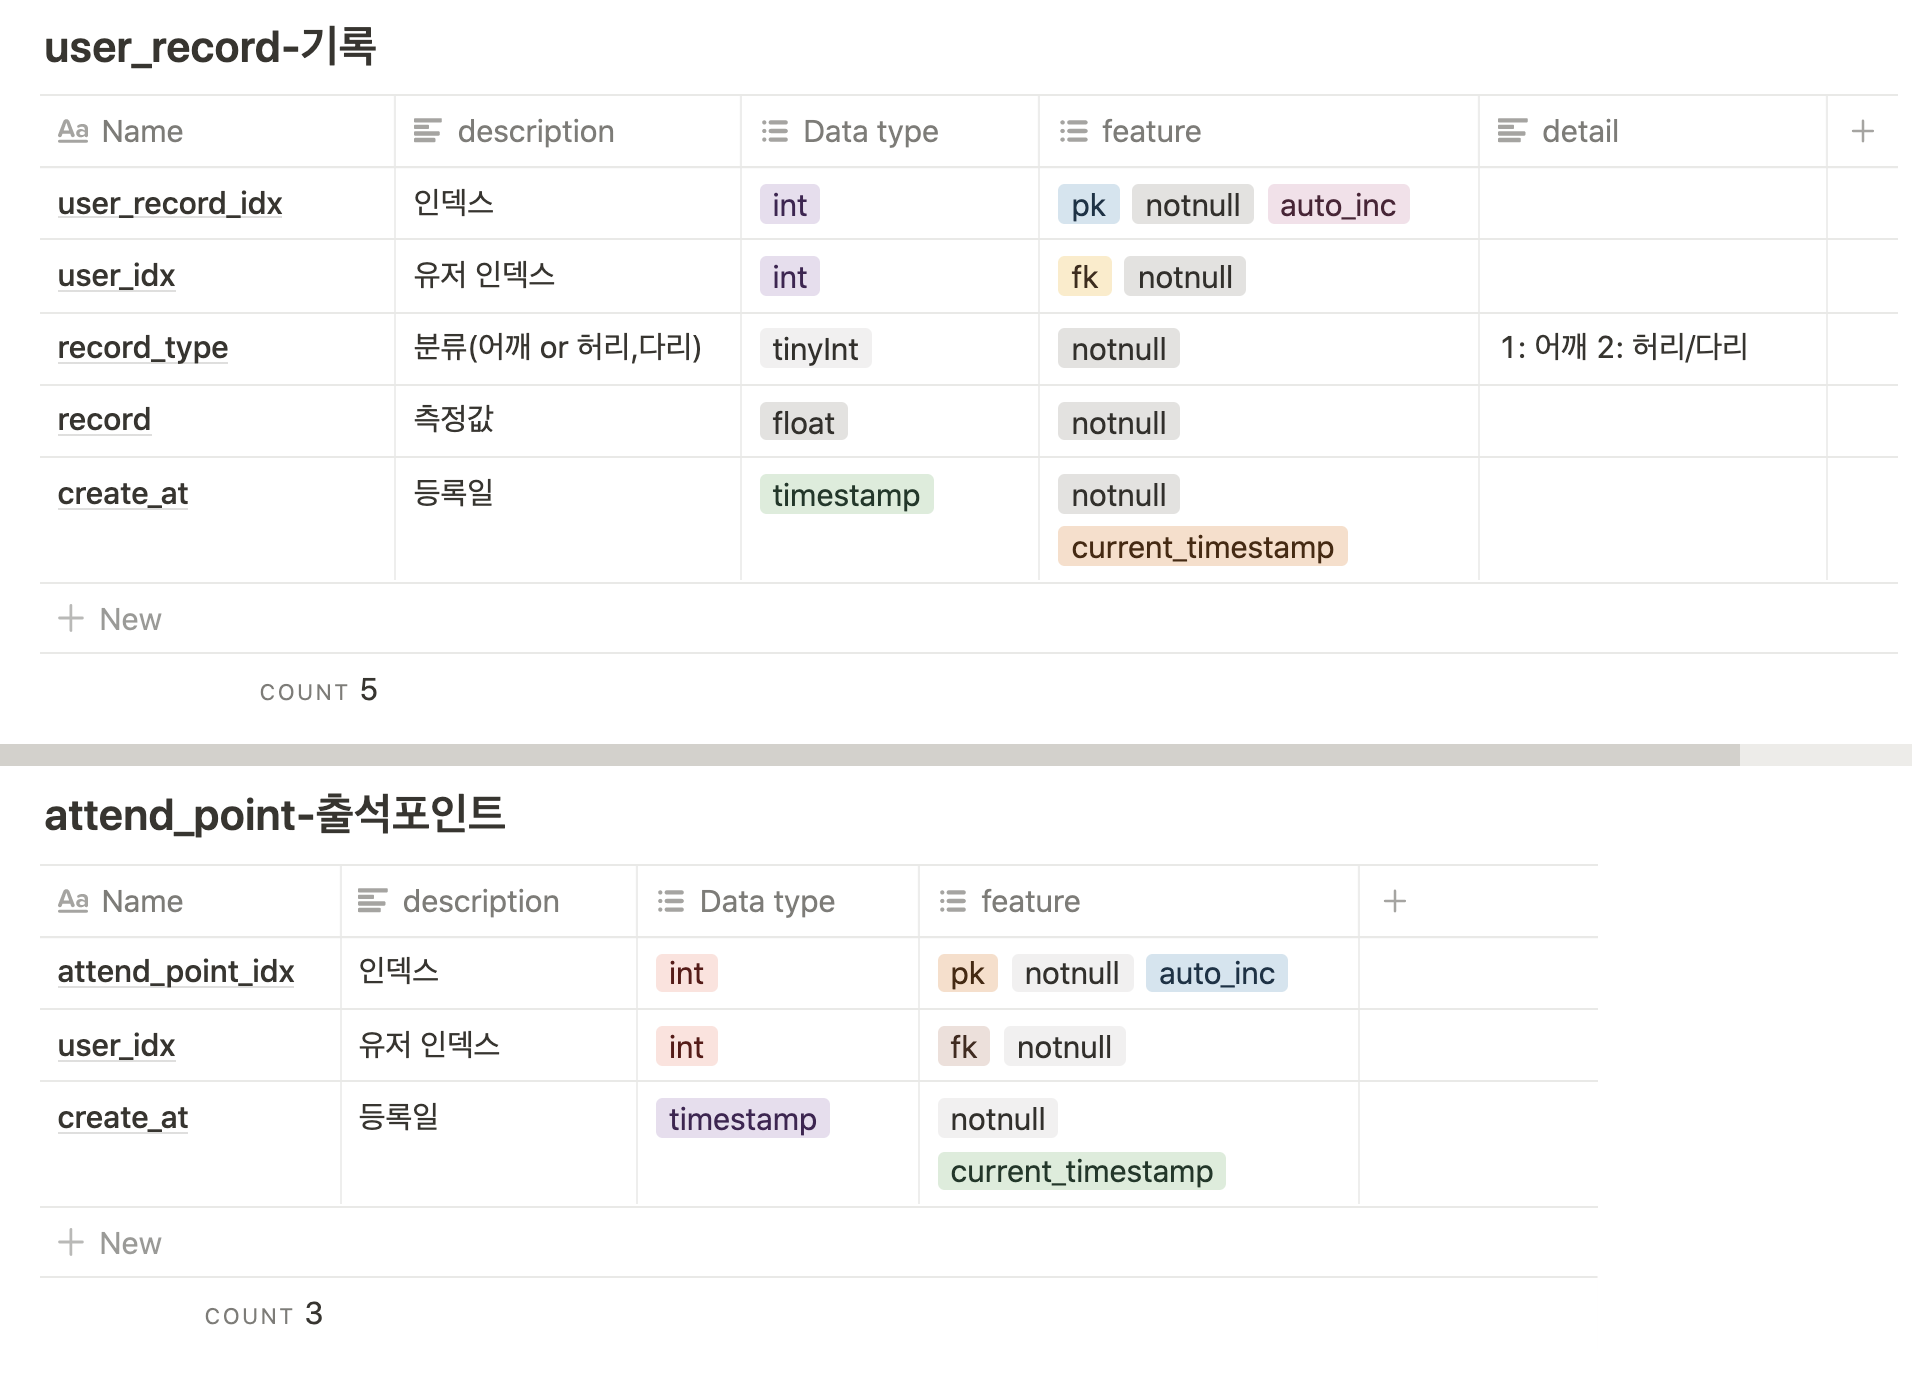 user_record-기록
Aa Name description Data type feature detail +
user_record_idx 인덱스 int pk notnull auto_inc
user_idx 유저 인덱스 int fk notnull
record_type 분류(어깨 or 허리,다리) tinyInt notnull 1: 어깨 2: 허리/다리
record 측정값 float notnull
create_at 등록일 timestamp notnull
current_timestamp
+ New
COUNT 5
attend_point-출석포인트
Aa Name description Data type feature +
attend_point_idx 인덱스 int pk notnull auto_inc
user_idx 유저 인덱스 int fk notnull
create_at 등록일 timestamp notnull
current_timestamp
+ New
COUNT 3